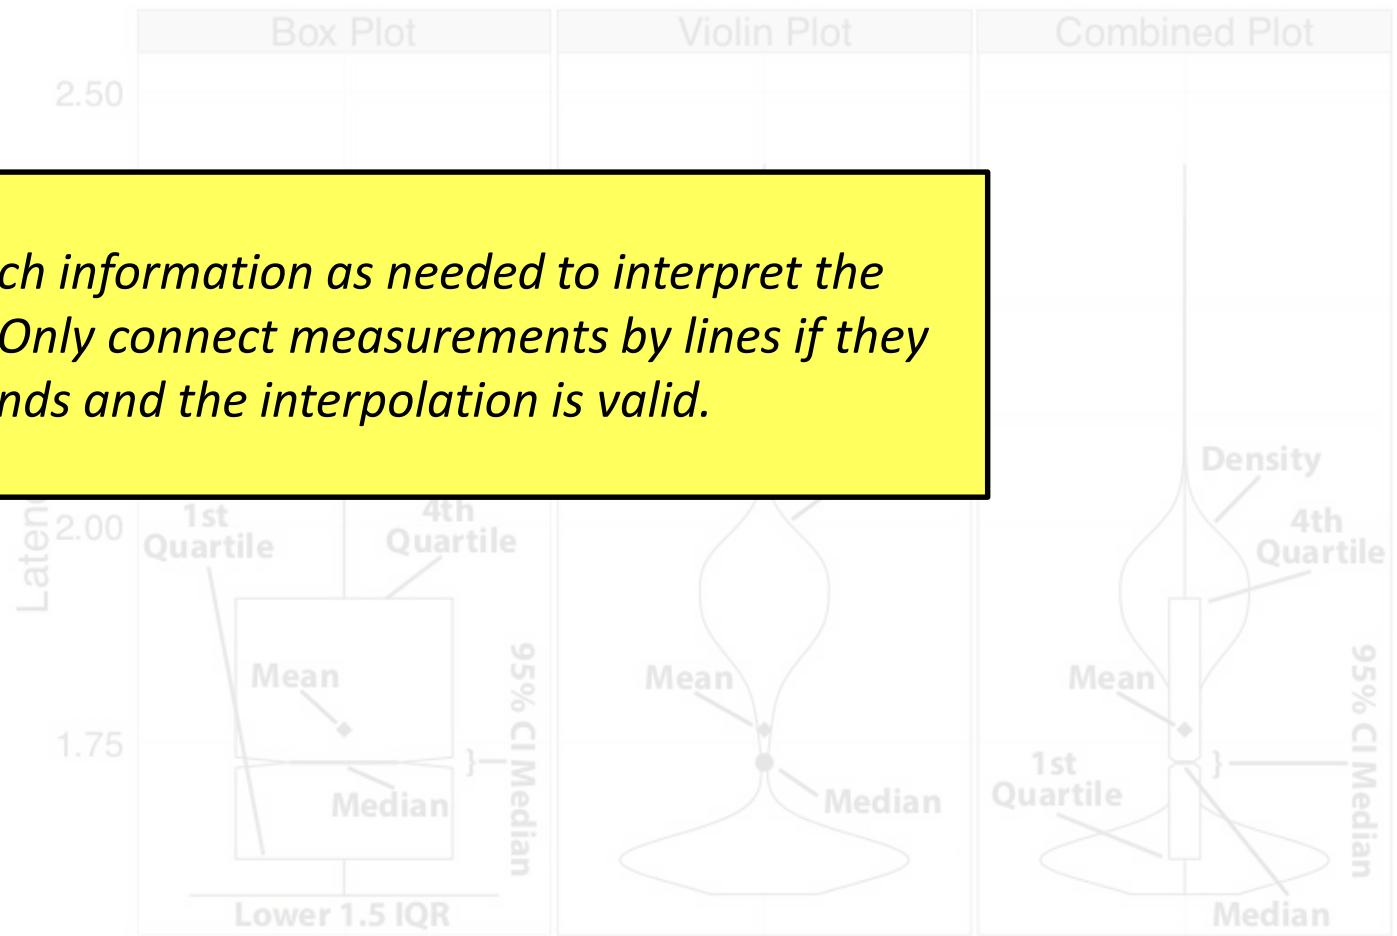 Box Plot
Violin Plot
Combined Plot
2.50
information as needed to interpret the
Only connect measurements by lines if they
and the interpolation is valid.
Density
2.00
1st
Quartile
4th
Quartile
4th
Quartile
Mean
Mean
Mean
95% CI Median
95% CI Median
1.75
}
}
1st
Quartile
Median
Median
Lower 1.5 IQR
Median